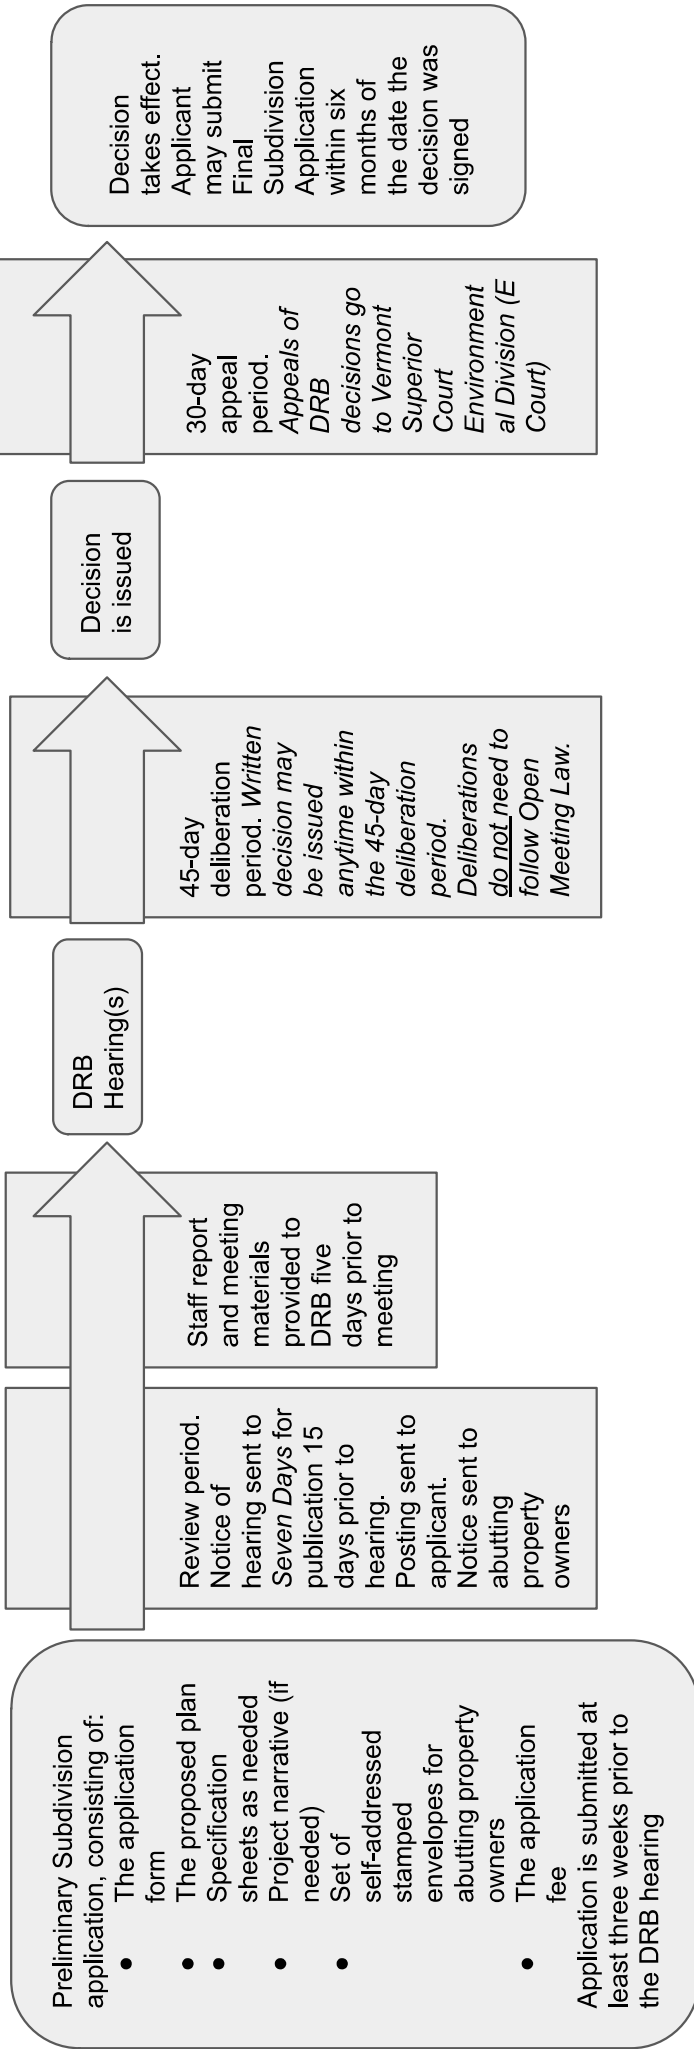 Preliminary Subdivision
application, consisting of:
● The application
form
● The proposed plan
● Specification
sheets as needed
● Project narrative (if
needed)
● Set of
self-addressed
stamped
envelopes for
abutting property
owners
● The application
fee
Application is submitted at
least three weeks prior to
the DRB hearing
Review period.
Notice of
hearing sent to
Seven Days for
publication 15
days prior to
hearing.
Posting sent to
applicant.
Notice sent to
abutting
property
owners
Staff report
and meeting
materials
provided to
DRB five
days prior to
meeting
DRB
Hearing(s)
45-day
deliberation
period. Written
decision may
be issued
anytime within
the 45-day
deliberation
period.
Deliberations
do not need to
follow Open
Meeting Law.
Decision
is issued
30-day
appeal
period.
Appeals of
DRB
decisions go
to Vermont
Superior
Court
Environment
al Division (E
Court)
Decision
takes effect.
Applicant
may submit
Final
Subdivision
Application
within six
months of
the date the
decision was
signed